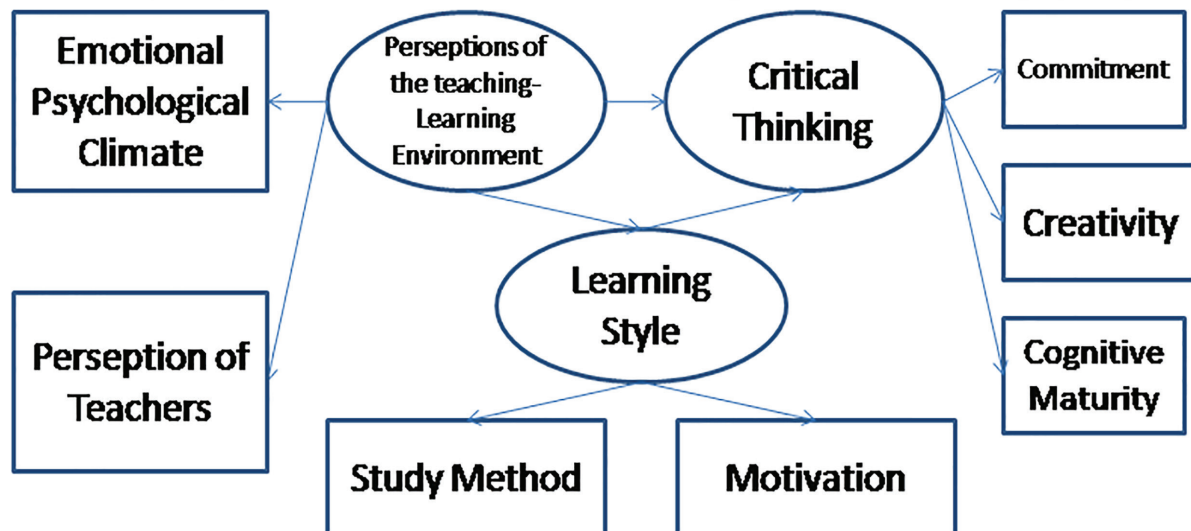 Emotional
Psychological
Climate
Perseptions of
the teaching-
Learning
Environment
Critical
Thinking
Commitment
Creativity
Learning
Style
Perseption of
Teachers
Cognitive
Maturity
Study Method
Motivation